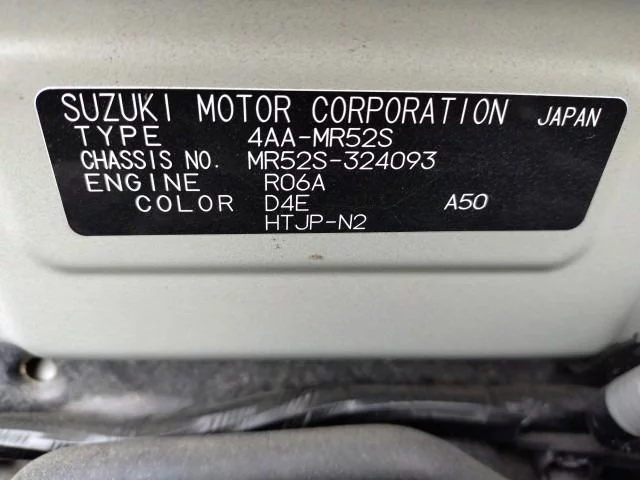 SUZUKI MOTOR CORPORATION JAPAN
TYPE 4AA-MR52S
CHASSIS NO. MR52S-324093
ENGINE R06A
COLOR D4E A50
HTJP-N2